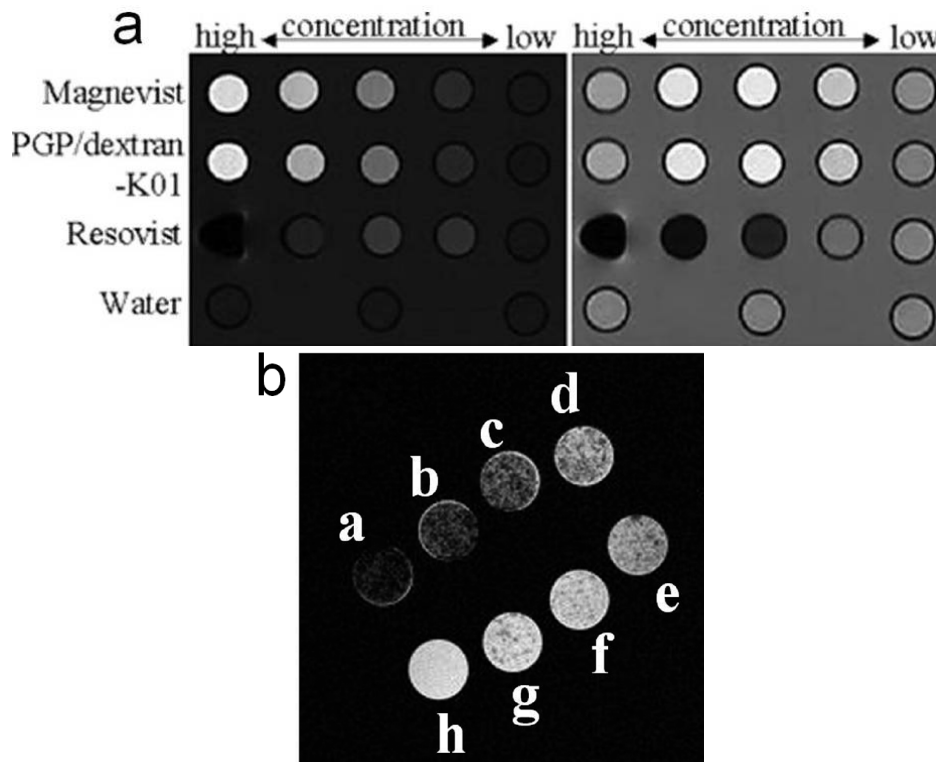 a
high concentration low high concentration low
Magnevist
PGP/dextran
-K01
Resovist
Water
b
d
c
b
a
e
f
g
h